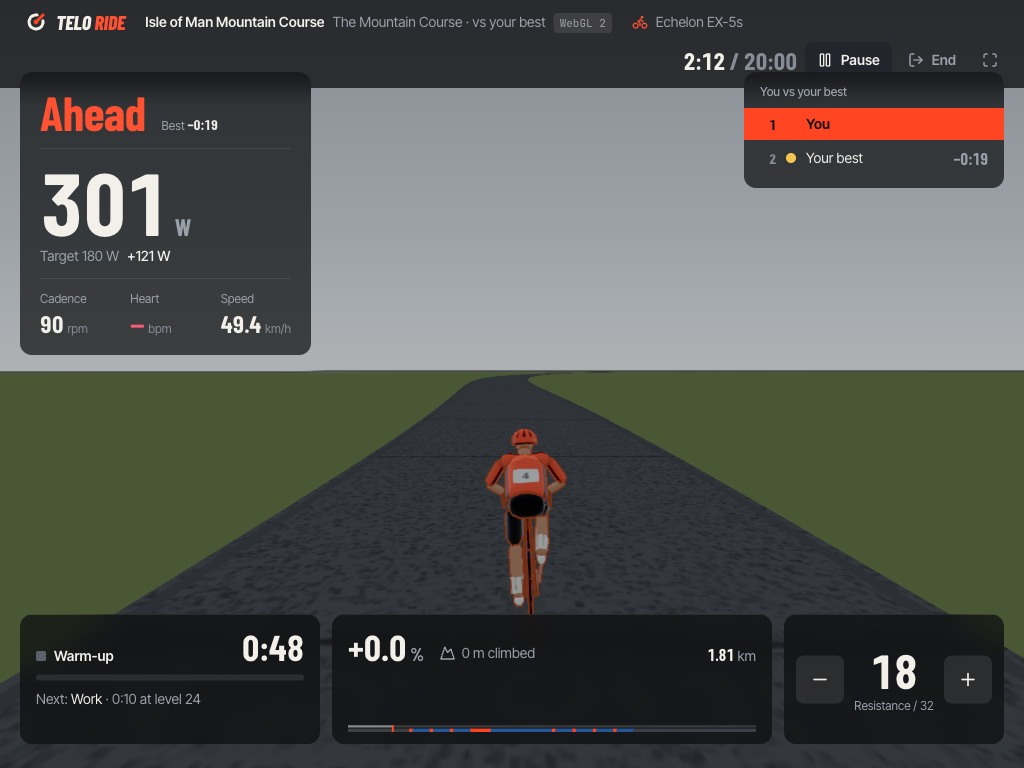 TELO RIDE Isle of Man Mountain Course The Mountain Course · vs your best WebGL 2 Echelon EX-5s
2:12 / 20:00 Pause End
Ahead Best −0:19
301 W
Target 180 W +121 W
Cadence Heart Speed
90 rpm — bpm 49.4 km/h
You vs your best
1 You
2 Your best −0:19
4
Warm-up 0:48
Next: Work · 0:10 at level 24
+0.0 % 0 m climbed 1.81 km
− 18 +
Resistance / 32